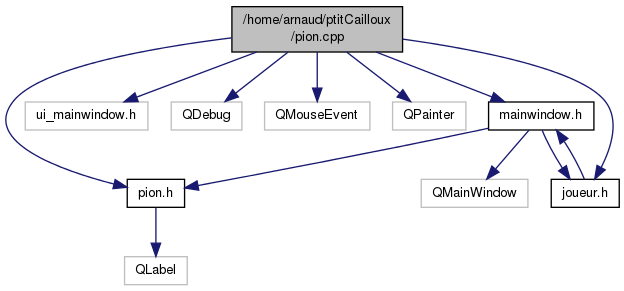 /home/arnaud/ptitCailloux
/pion.cpp
ui_mainwindow.h
QDebug
QMouseEvent
QPainter
mainwindow.h
pion.h
QMainWindow
joueur.h
QLabel